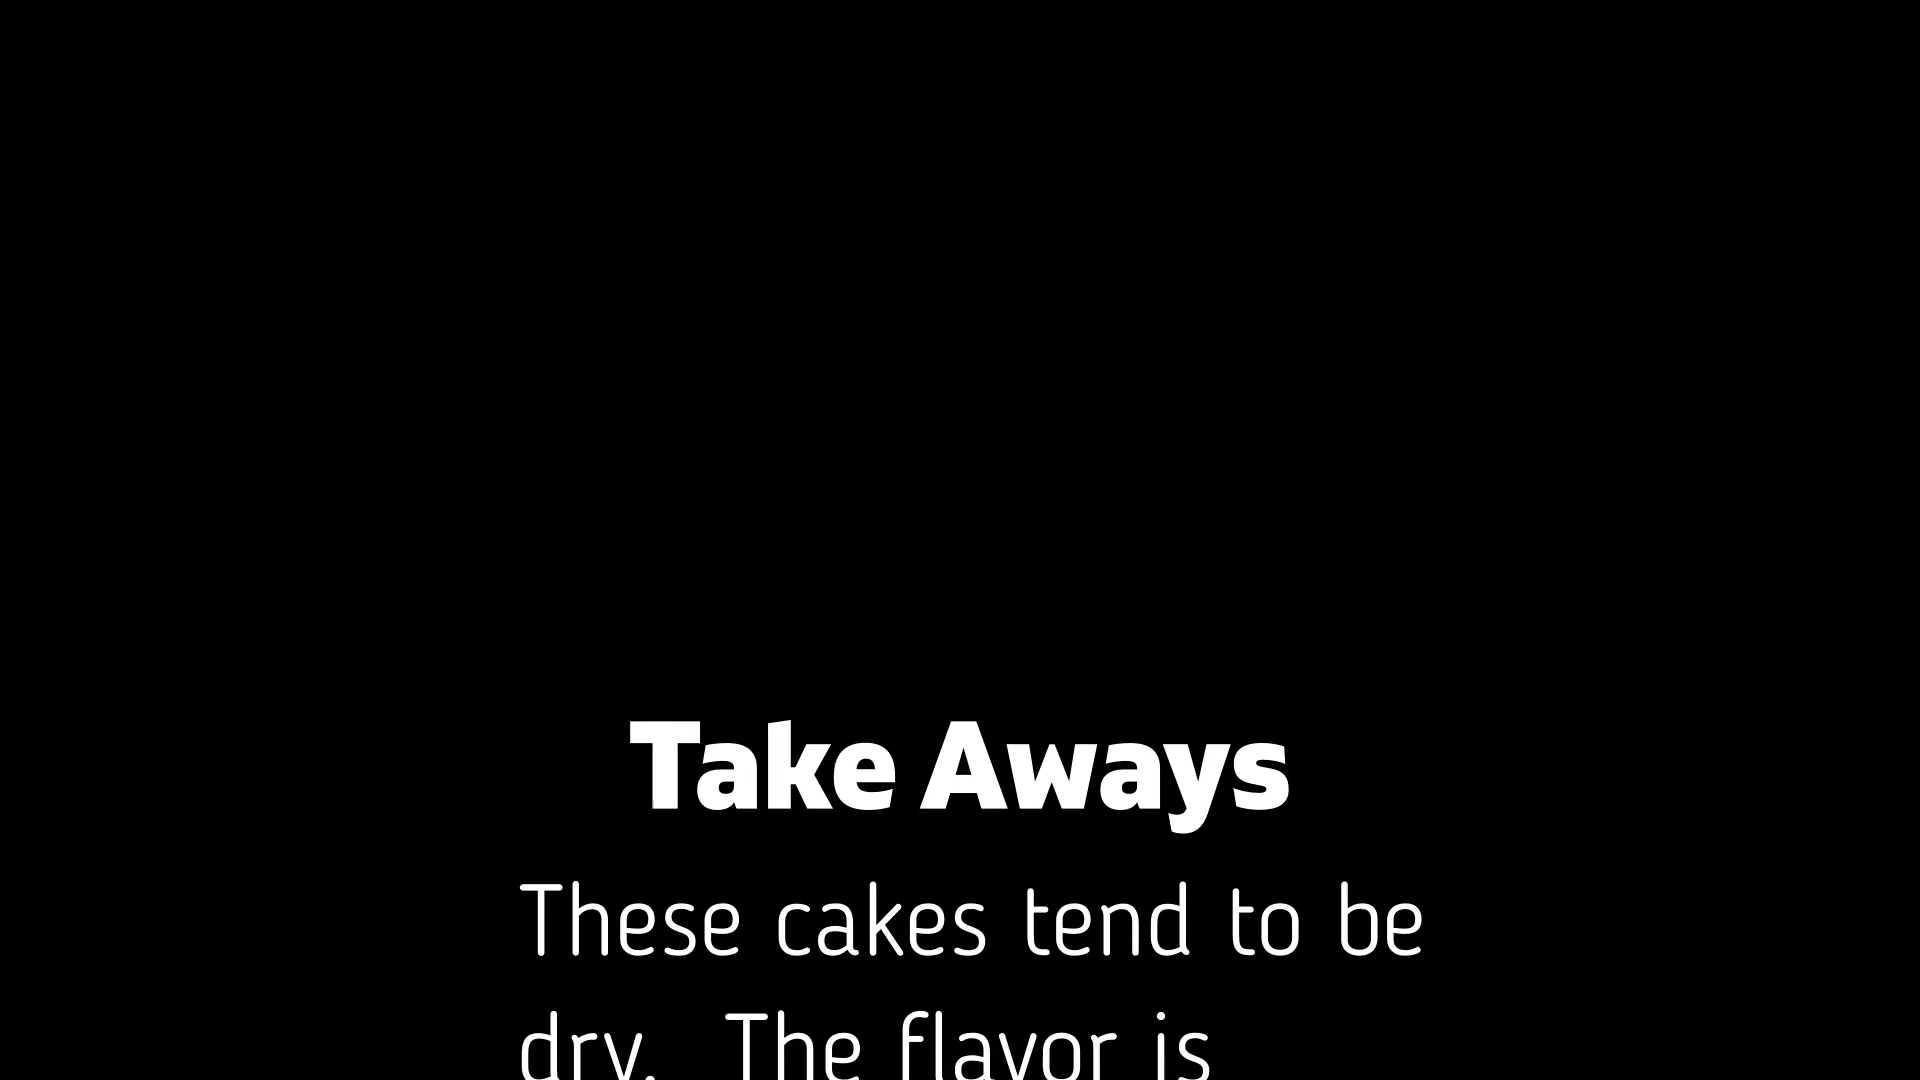 Take Aways
These cakes tend to be
dry.  The flavor is